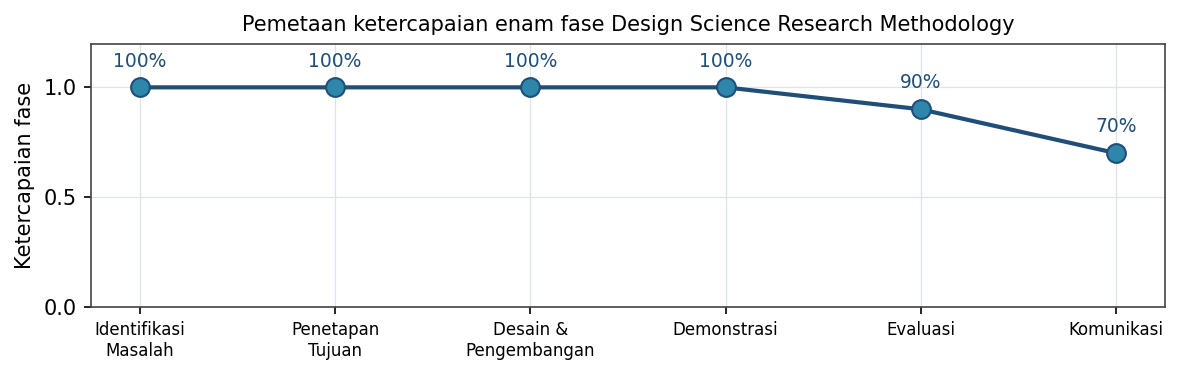 Pemetaan ketercapaian enam fase Design Science Research Methodology
100%
100%
100%
100%
90%
70%
Ketercapaian fase
1.0
0.5
0.0
Identifikasi
Masalah
Penetapan
Tujuan
Desain &
Pengembangan
Demonstrasi
Evaluasi
Komunikasi